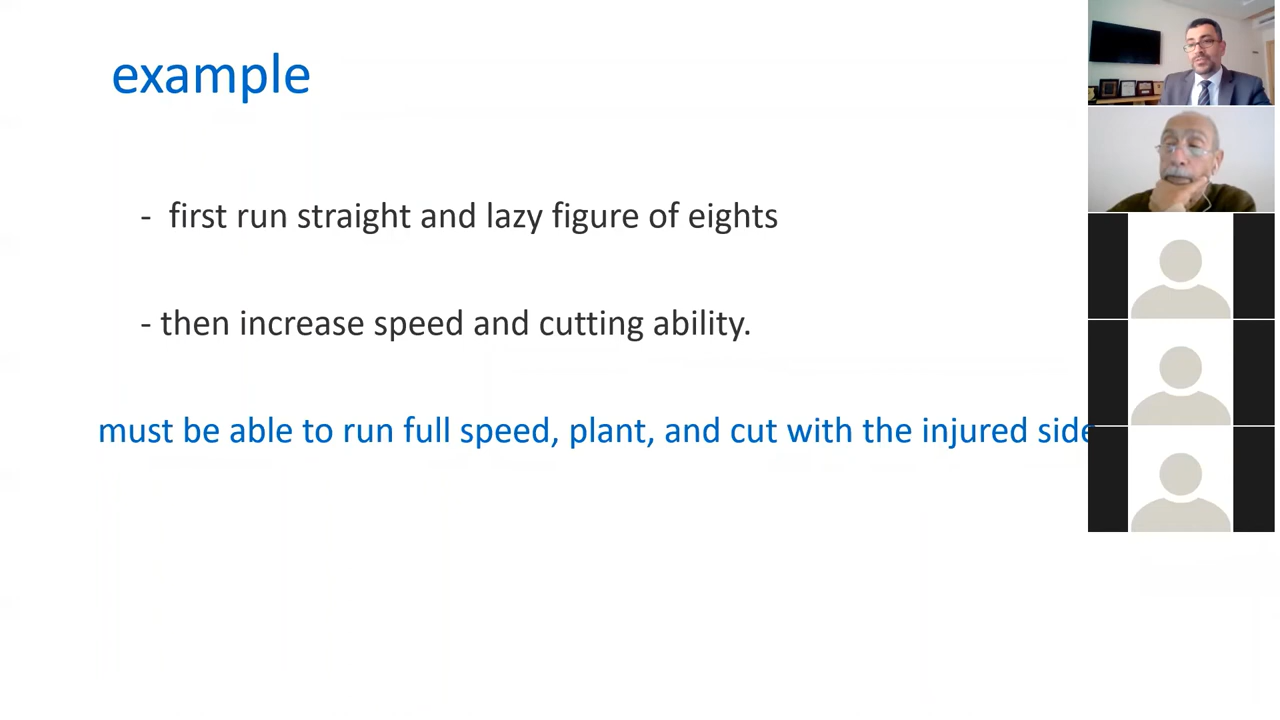 example
- first run straight and lazy figure of eights
- then increase speed and cutting ability.
must be able to run full speed, plant, and cut with the injured side